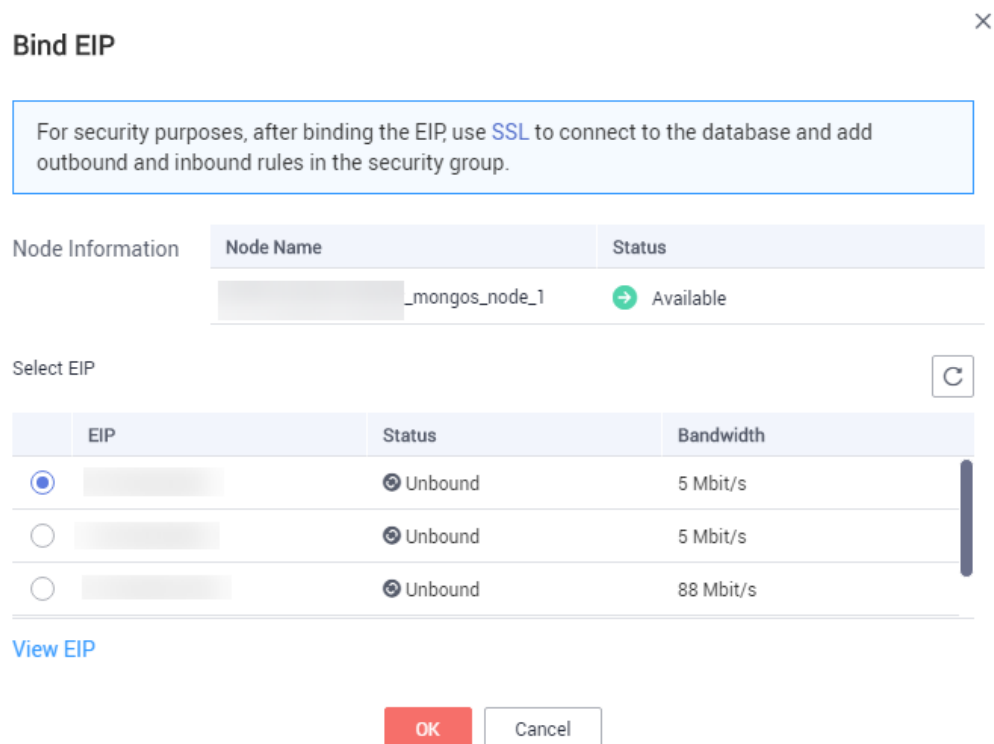 Bind EIP
For security purposes, after binding the EIP, use SSL to connect to the database and add
outbound and inbound rules in the security group.
Node Information
Node Name Status
_mongos_node_1 Available
Select EIP
EIP Status Bandwidth
Unbound 5 Mbit/s
Unbound 5 Mbit/s
Unbound 88 Mbit/s
View EIP
OK Cancel